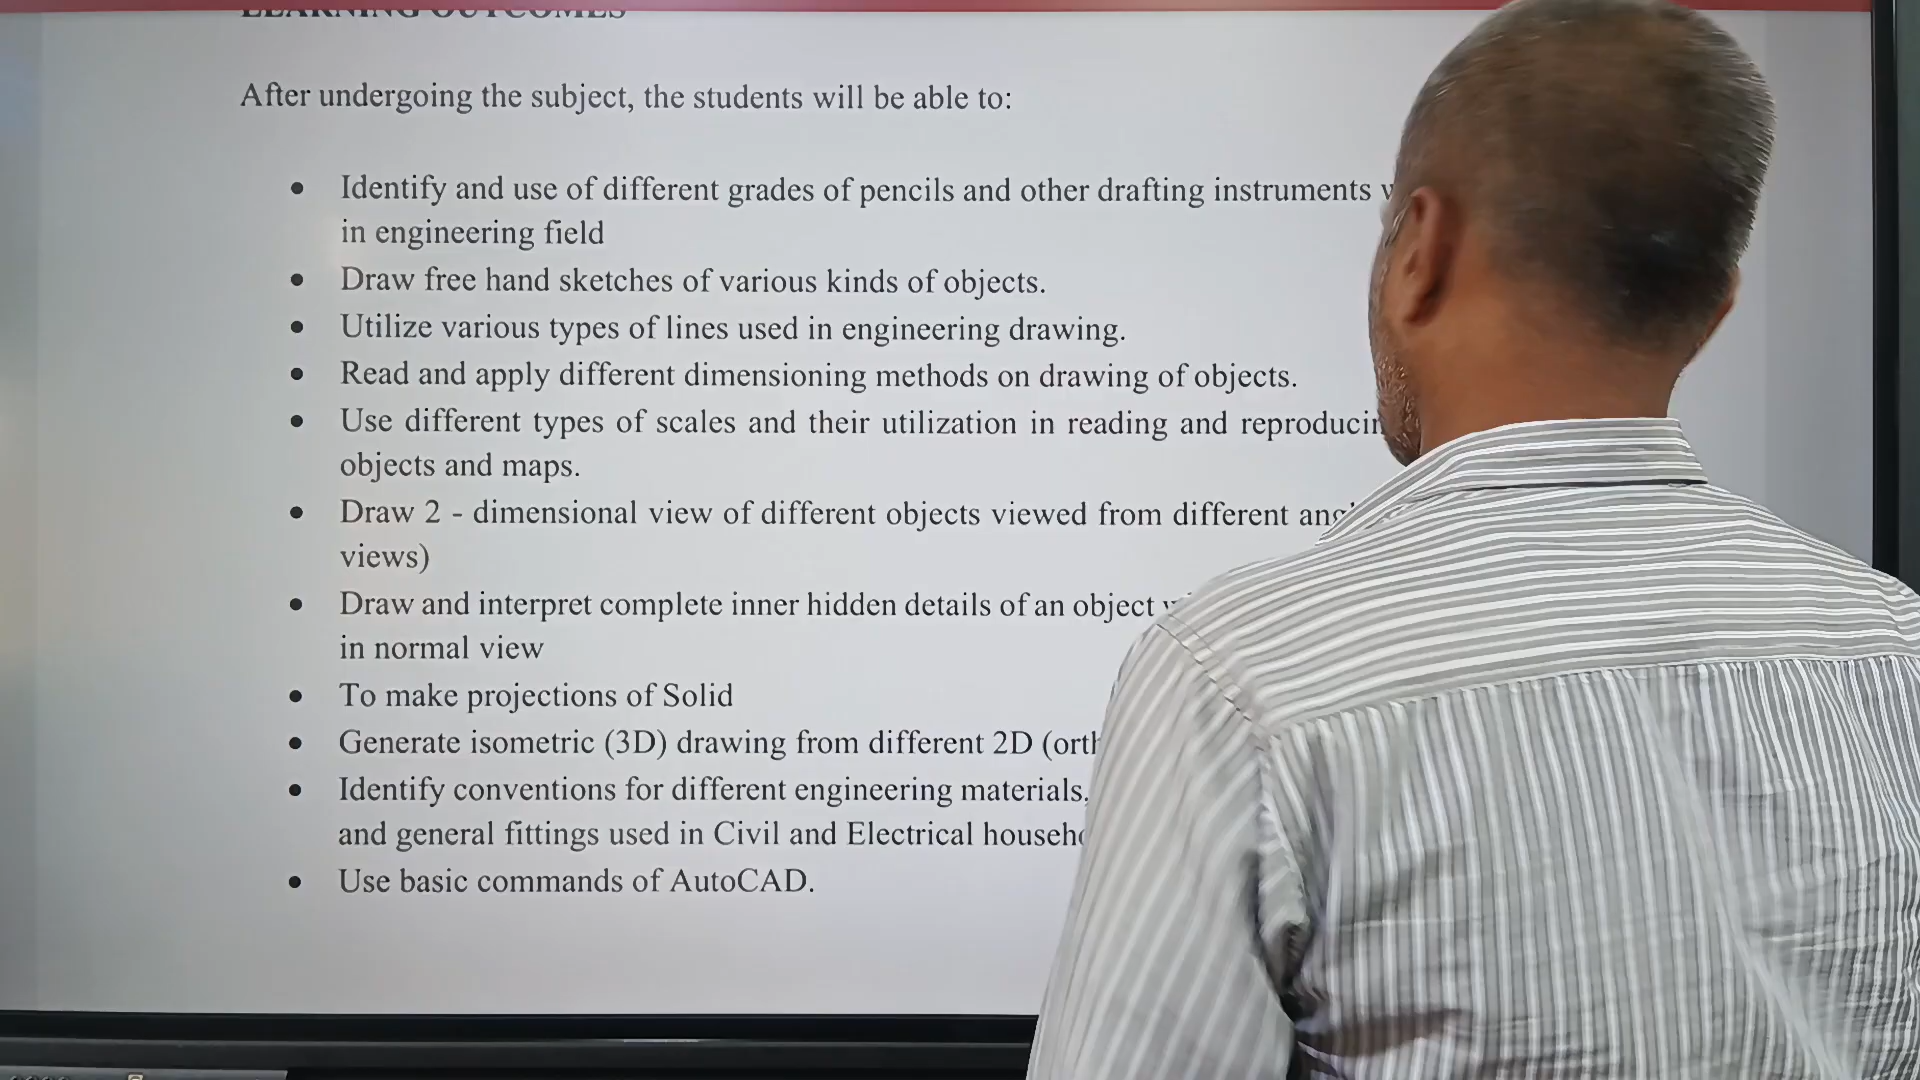 LEARNING OUTCOMES
After undergoing the subject, the students will be able to:
• Identify and use of different grades of pencils and other drafting instruments
in engineering field
• Draw free hand sketches of various kinds of objects.
• Utilize various types of lines used in engineering drawing.
• Read and apply different dimensioning methods on drawing of objects.
• Use different types of scales and their utilization in reading and
objects and maps.
• Draw 2 - dimensional view of different objects viewed from different
views)
• Draw and interpret complete inner hidden details of an object
in normal view
• To make projections of Solid
• Generate isometric (3D) drawing from different 2D
• Identify conventions for different engineering materials,
and general fittings used in Civil and Electrical
• Use basic commands of AutoCAD.